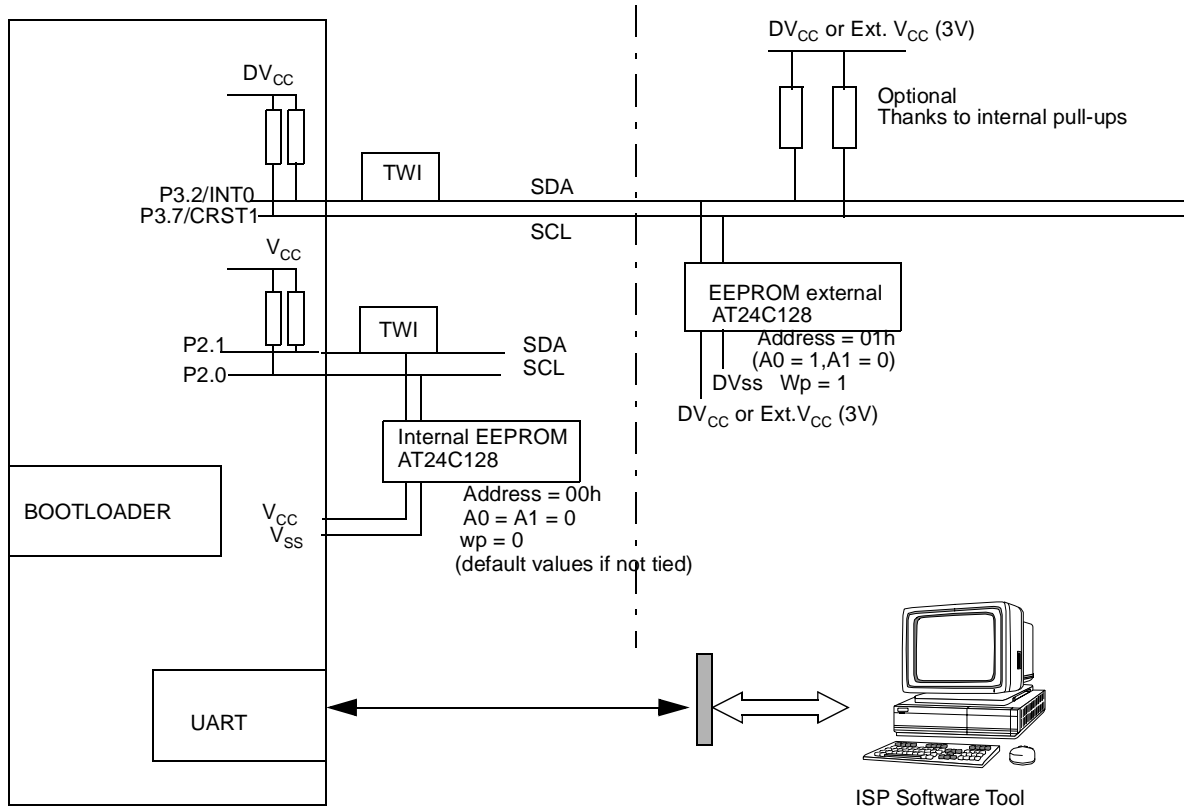 DVCC or Ext. VCC (3V)
DVCC
Optional
Thanks to internal pull-ups
TWI
P3.2/INT0
SDA
P3.7/CRST1
SCL
VCC
EEPROM external
AT24C128
Address = 01h
(A0 = 1,A1 = 0)
DVss Wp = 1
DVCC or Ext.VCC (3V)
TWI
P2.1
SDA
P2.0
SCL
Internal EEPROM
AT24C128
Address = 00h
A0 = A1 = 0
wp = 0
(default values if not tied)
VCC
VSS
BOOTLOADER
UART
ISP Software Tool